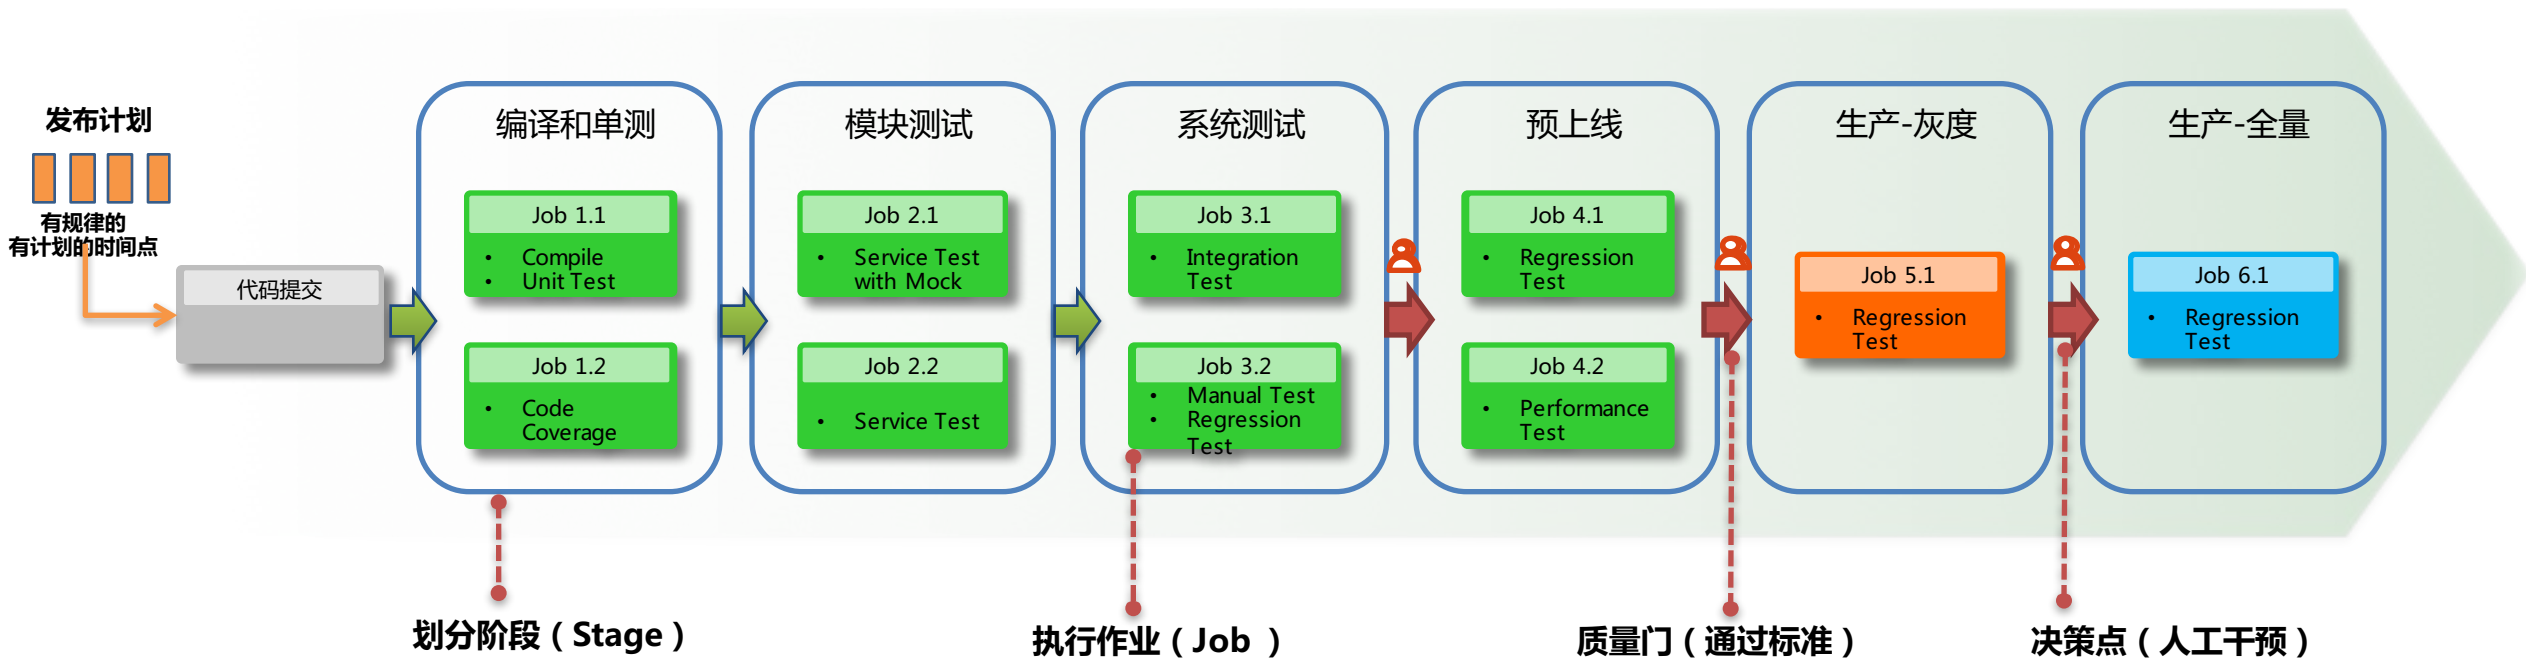 发布计划
有规律的
有计划的时间点
代码提交
编译和单测
Job 1.1
• Compile
• Unit Test
Job 1.2
• Code
Coverage
模块测试
Job 2.1
• Service Test
with Mock
Job 2.2
• Service Test
系统测试
Job 3.1
• Integration
Test
Job 3.2
• Manual Test
• Regression
Test
预上线
Job 4.1
• Regression
Test
Job 4.2
• Performance
Test
生产-灰度
Job 5.1
• Regression
Test
生产-全量
Job 6.1
• Regression
Test
划分阶段（Stage）
执行作业（Job ）
质量门（通过标准）
决策点（人工干预）